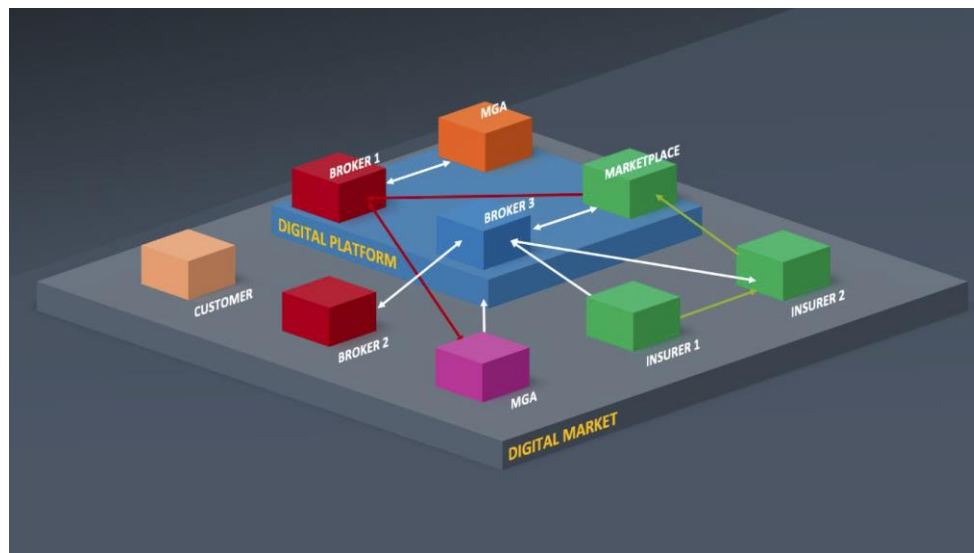 MGA
BROKER 1
MARKETPLACE
BROKER 3
DIGITAL PLATFORM
CUSTOMER
INSURER 2
BROKER 2
INSURER 1
MGA
DIGITAL MARKET